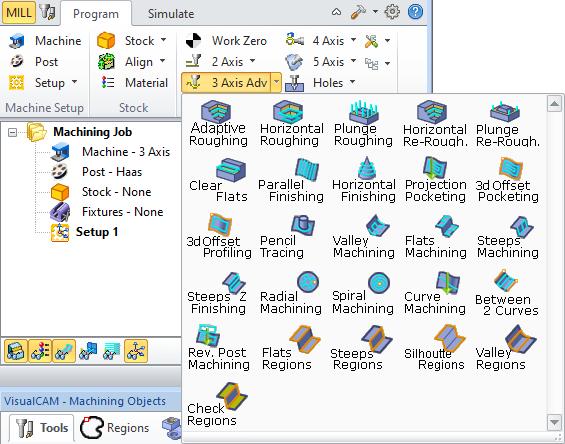 MILL Program Simulate
Machine Stock Work Zero 4 Axis
Post Align 2 Axis 5 Axis
Setup Material 3 Axis Adv Holes
Machine Setup Stock
Machining Job
Machine - 3 Axis
Post - Haas
Stock - None
Fixtures - None
Setup 1
Adaptive Roughing
Horizontal Roughing
Plunge Roughing
Horizontal Re-Rough.
Plunge Re-Rough.
Clear Flats
Parallel Finishing
Horizontal Finishing
Projection Pocketing
3d Offset Pocketing
3d Offset Profiling
Pencil Tracing
Valley Machining
Flats Machining
Steeps Machining
Steeps Z Finishing
Radial Machining
Spiral Machining
Curve Machining
Between 2 Curves
Rev. Post Machining
Flats Regions
Steeps Regions
Silhoutte Regions
Valley Regions
Check Regions
VisualCAM - Machining Objects
Tools Regions